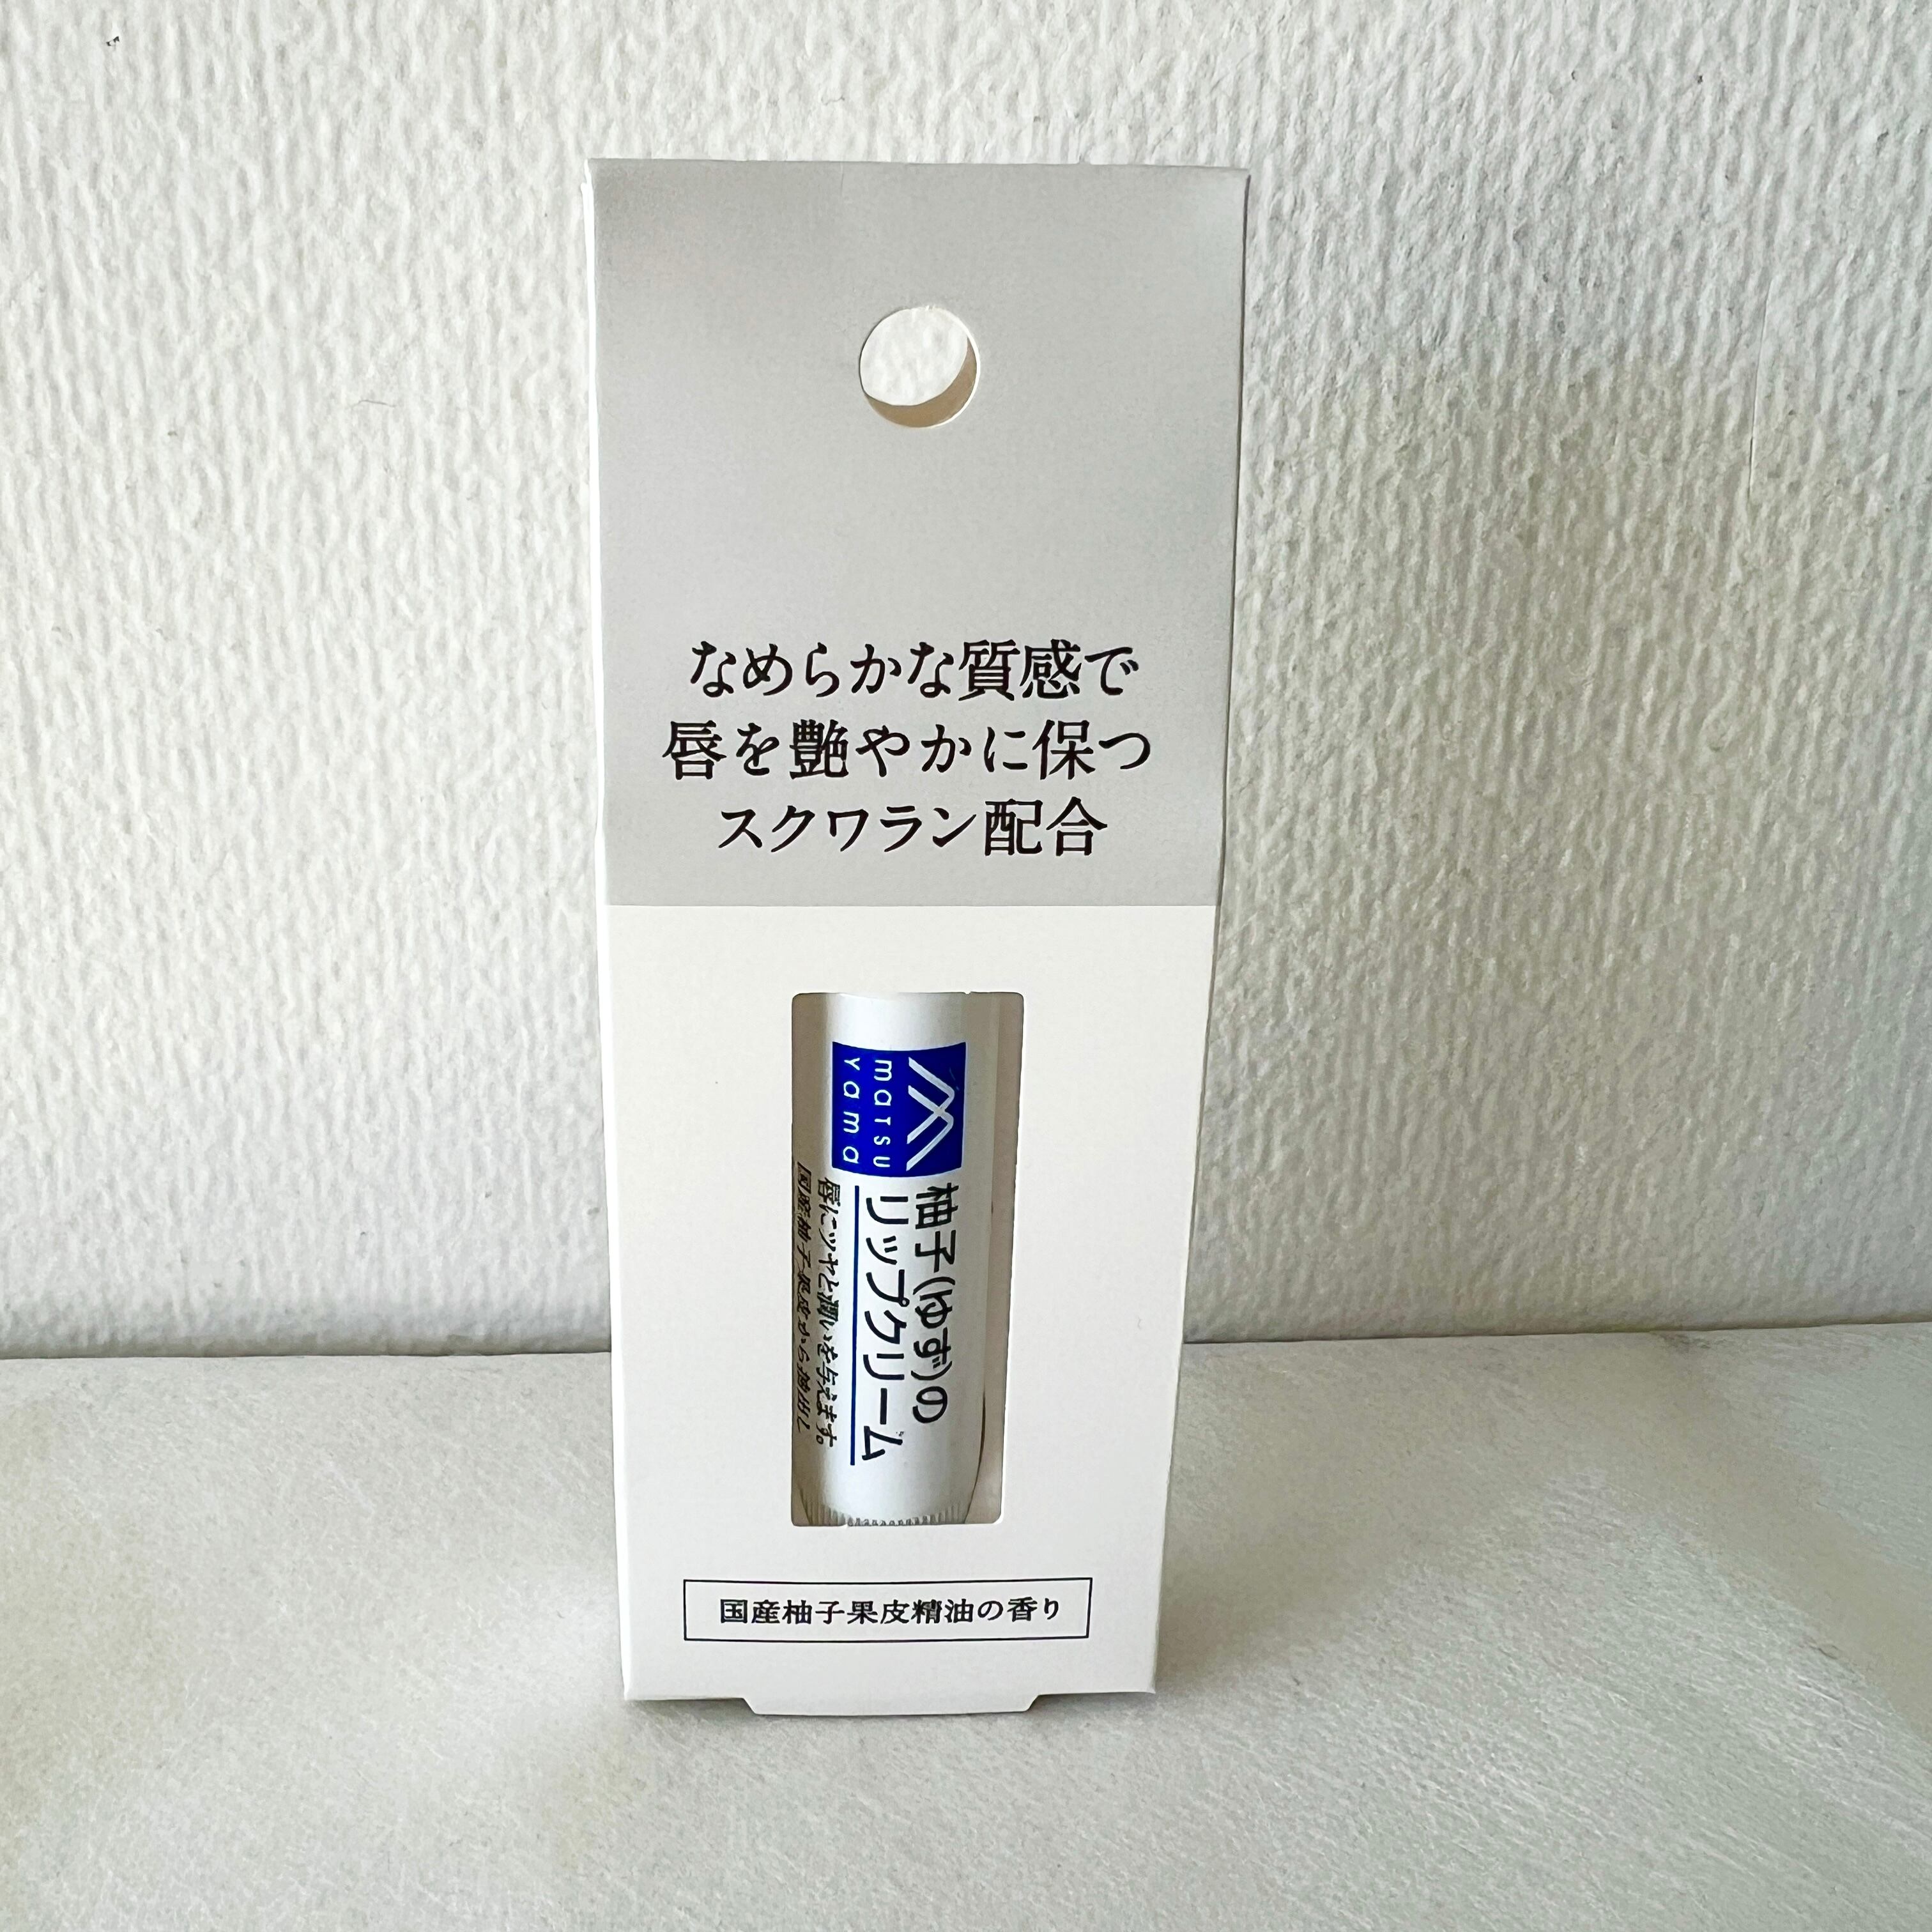 なめらかな質感で
唇を艶やかに保つ
スクワラン配合
matsu
yama
柚子(ゆず)の
リップクリーム
唇にツヤと潤いを与えます。
国産柚子果皮から抽出し
国産柚子果皮精油の香り